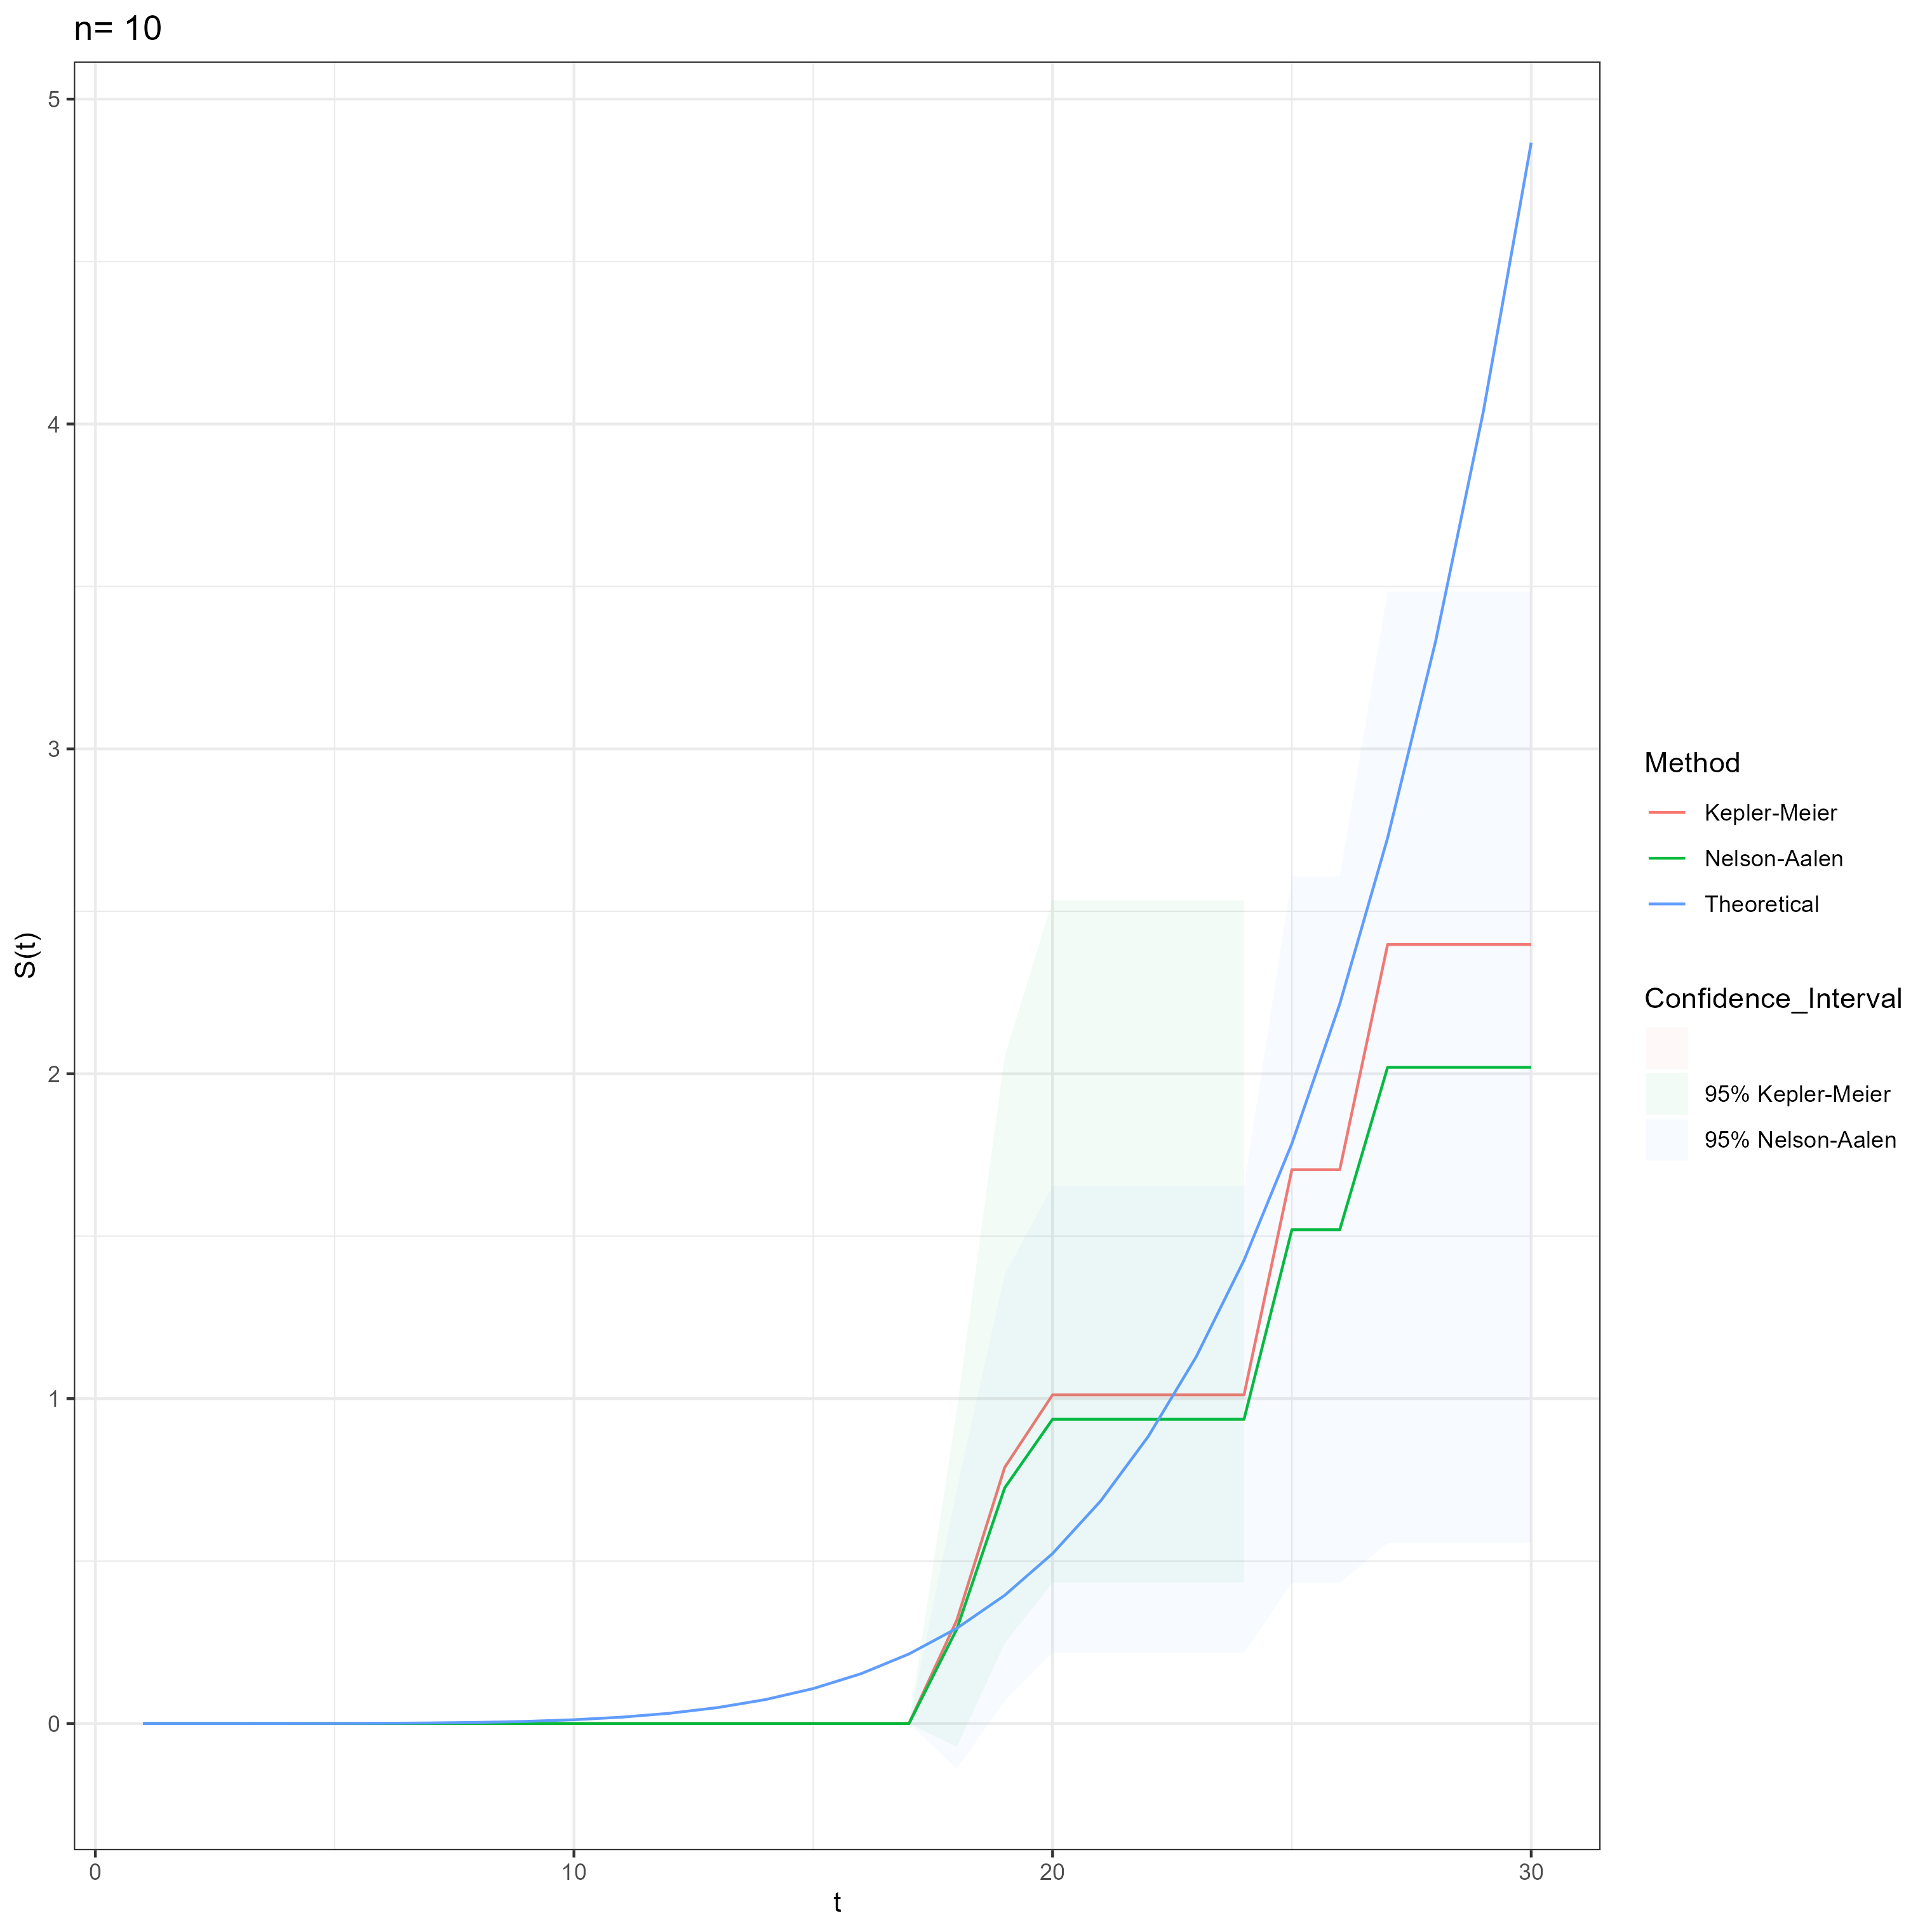 n= 10
5
4
3
2
1
0
S(t)
0
10
20
30
t
Method
Kepler-Meier
Nelson-Aalen
Theoretical
Confidence_Interval
95% Kepler-Meier
95% Nelson-Aalen